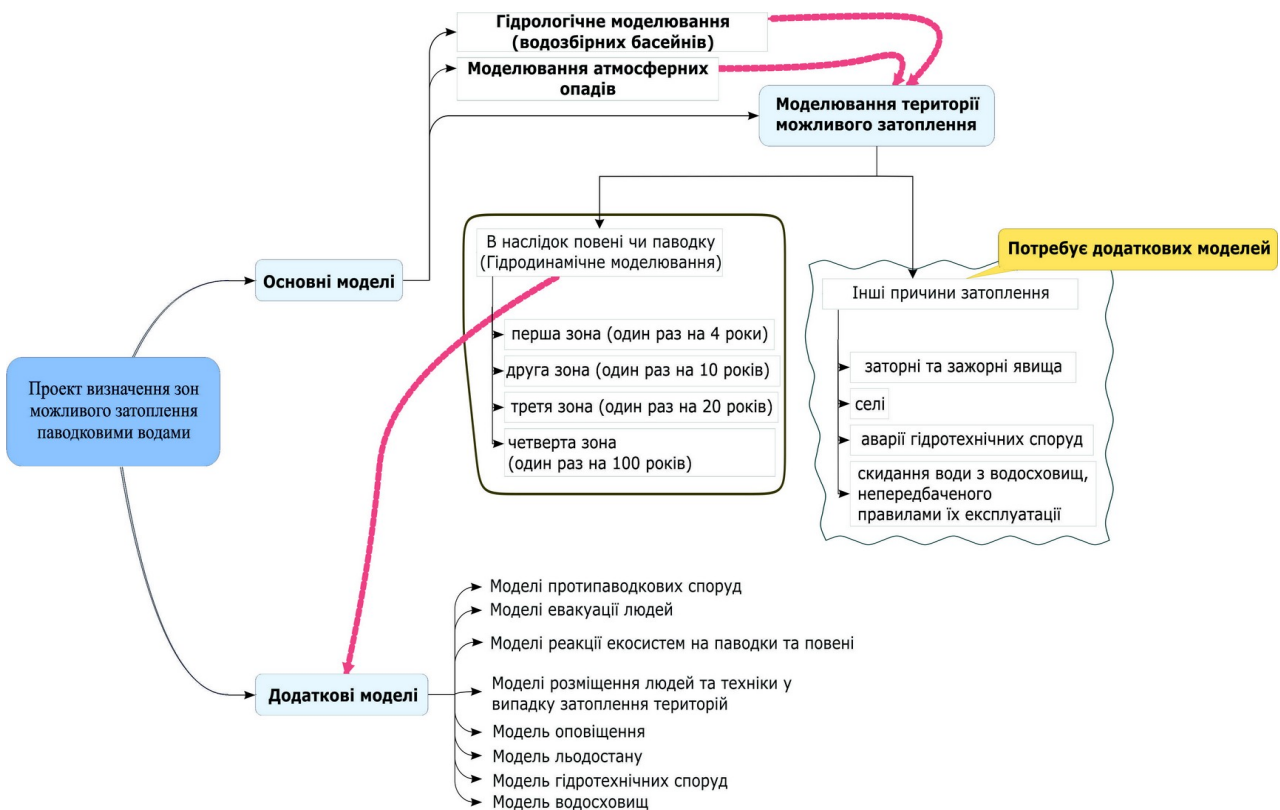 Гідрологічне моделювання
(водозбірних басейнів)
Моделювання атмосферних
опадів
Моделювання території
можливого затоплення
В наслідок повені чи паводку
(Гідродинамічне моделювання)
Потребує додаткових моделей
Основні моделі
Інші причини затоплення
перша зона (один раз на 4 роки)
друга зона (один раз на 10 років)
третя зона (один раз на 20 років)
четверта зона
(один раз на 100 років)
заторні та зажорні явища
селі
аварії гідротехнічних споруд
скидання води з водосховищ,
непередбаченого
правилами їх експлуатації
Проект визначення зон
можливого затоплення
паводковими водами
Додаткові моделі
Моделі протипаводкових споруд
Моделі евакуації людей
Моделі реакції екосистем на паводки та повені
Моделі розміщення людей та техніки у
випадку затоплення територій
Модель оповіщення
Модель льодостану
Модель гідротехнічних споруд
Модель водосховищ